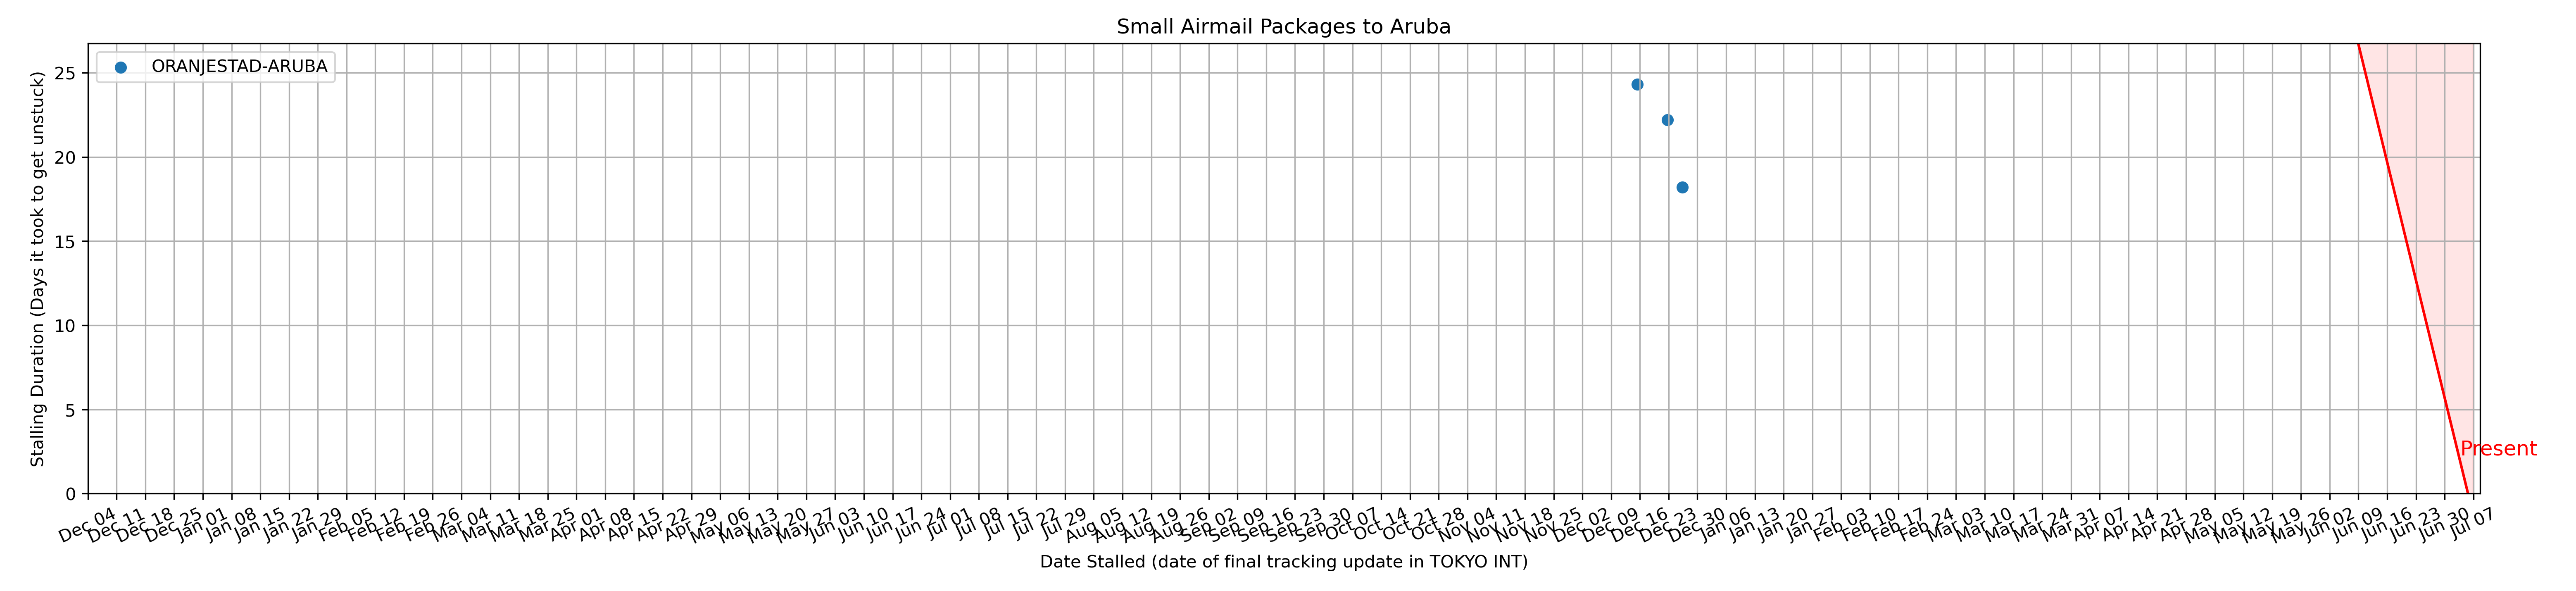 Small Airmail Packages to Aruba
ORANJESTAD-ARUBA
Stalling Duration (Days it took to get unstuck)
25
20
15
10
5
0
Present
Dec 04 Dec 11 Dec 18 Dec 25 Jan 01 Jan 08 Jan 15 Jan 22 Jan 29 Feb 05 Feb 12 Feb 19 Feb 26 Mar 04 Mar 11 Mar 18 Mar 25 Apr 01 Apr 08 Apr 15 Apr 22 Apr 29 May 06 May 13 May 20 May 27 Jun 03 Jun 10 Jun 17 Jun 24 Jul 01 Jul 08 Jul 15 Jul 22 Jul 29 Aug 05 Aug 12 Aug 19 Aug 26 Sep 02 Sep 09 Sep 16 Sep 23 Sep 30 Oct 07 Oct 14 Oct 21 Oct 28 Nov 04 Nov 11 Nov 18 Nov 25 Dec 02 Dec 09 Dec 16 Dec 23 Dec 30 Jan 06 Jan 13 Jan 20 Jan 27 Feb 03 Feb 10 Feb 17 Feb 24 Mar 03 Mar 10 Mar 17 Mar 24 Mar 31 Apr 07 Apr 14 Apr 21 Apr 28 May 05 May 12 May 19 May 26 Jun 02 Jun 09 Jun 16 Jun 23 Jun 30 Jul 07
Date Stalled (date of final tracking update in TOKYO INT)